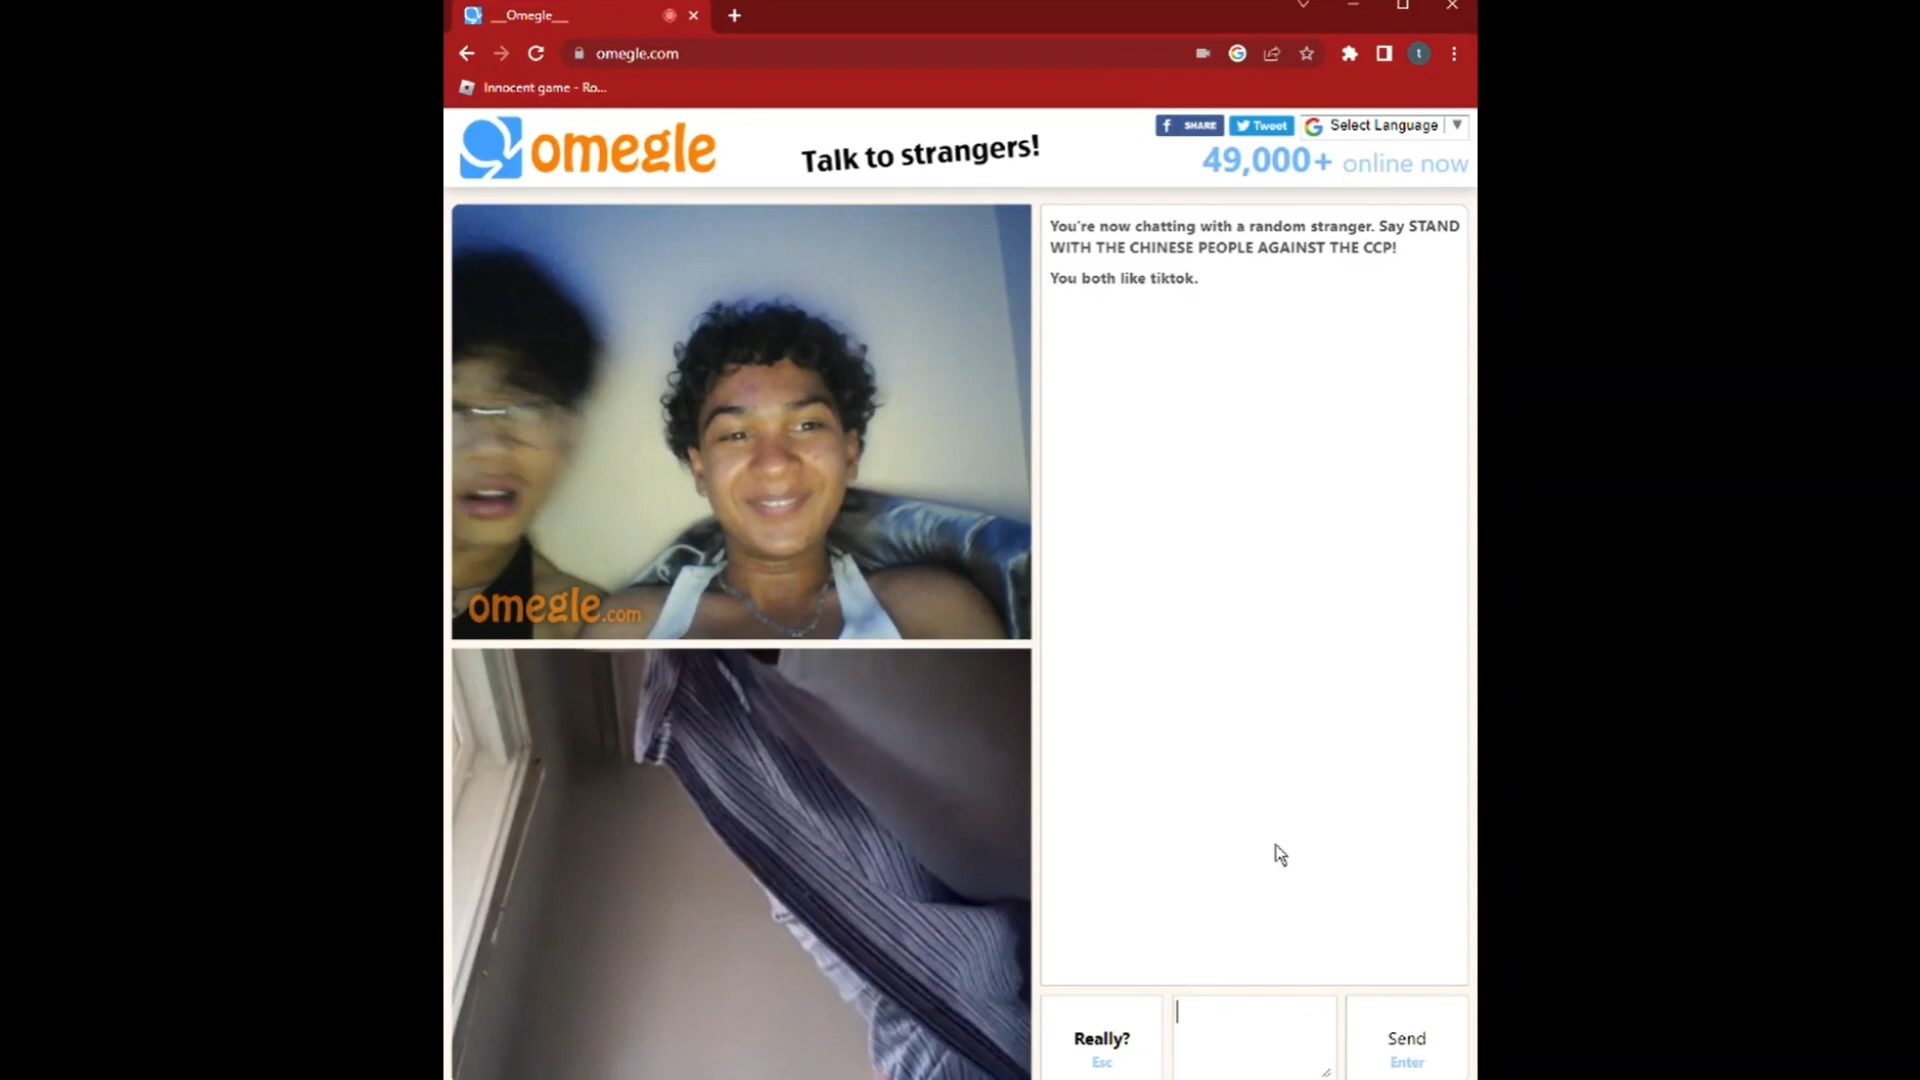 __Omegle__
omegle.com
t
Innocent game - Ro...
omegle
Talk to strangers!
f SHARE
Tweet
G Select Language
49,000+ online now
You're now chatting with a random stranger. Say STAND
WITH THE CHINESE PEOPLE AGAINST THE CCP!
You both like tiktok.
omegle.com
Really?
Esc
Send
Enter